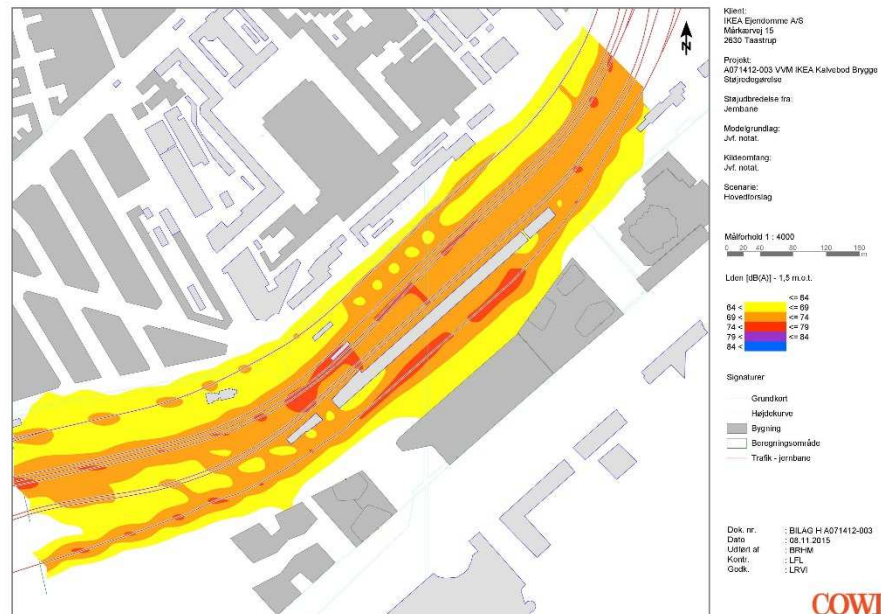 N
Klient:
IKEA Ejendomme A/S
Mårkærvej 15
2630 Taastrup
Projekt:
A071412-003 VVM IKEA Kalvebod Brygge
Støjredegørelse
Støjudbredelse fra:
Jernbane
Modelgrundlag:
Jvf. notat.
Kildeomfang:
Jvf. notat.
Scenarie:
Hovedforslag
Målforhold 1 : 4000
0 20 40 80 120 160
m
Lden [dB(A)] - 1,5 m.o.t.
<= 64
64 < <= 69
69 < <= 74
74 < <= 79
79 < <= 84
84 <
Signaturer
Grundkort
Højdekurve
Bygning
Beregningsområde
Trafik - jernbane
Dok. nr. : BILAG H A071412-003
Dato : 08.11.2015
Udført af : BRHM
Kontr. : LFL
Godk. : LRVI
COWI